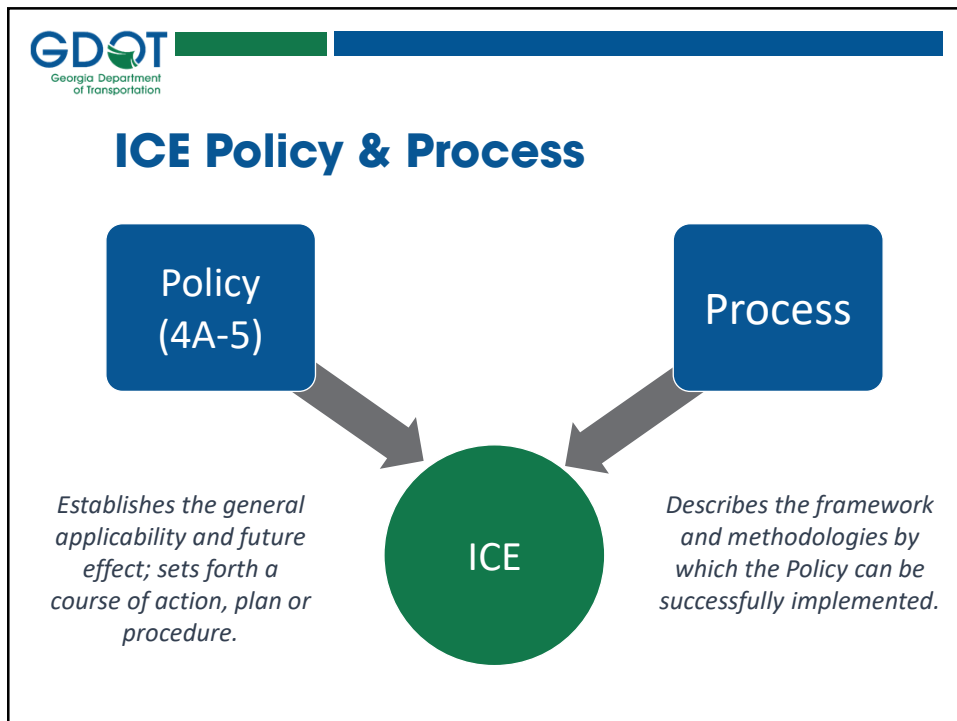 GDOT
Georgia Department
of Transportation
ICE Policy & Process
Policy
(4A-5)
Process
Establishes the general
applicability and future
effect; sets forth a
course of action, plan or
procedure.
ICE
Describes the framework
and methodologies by
which the Policy can be
successfully implemented.